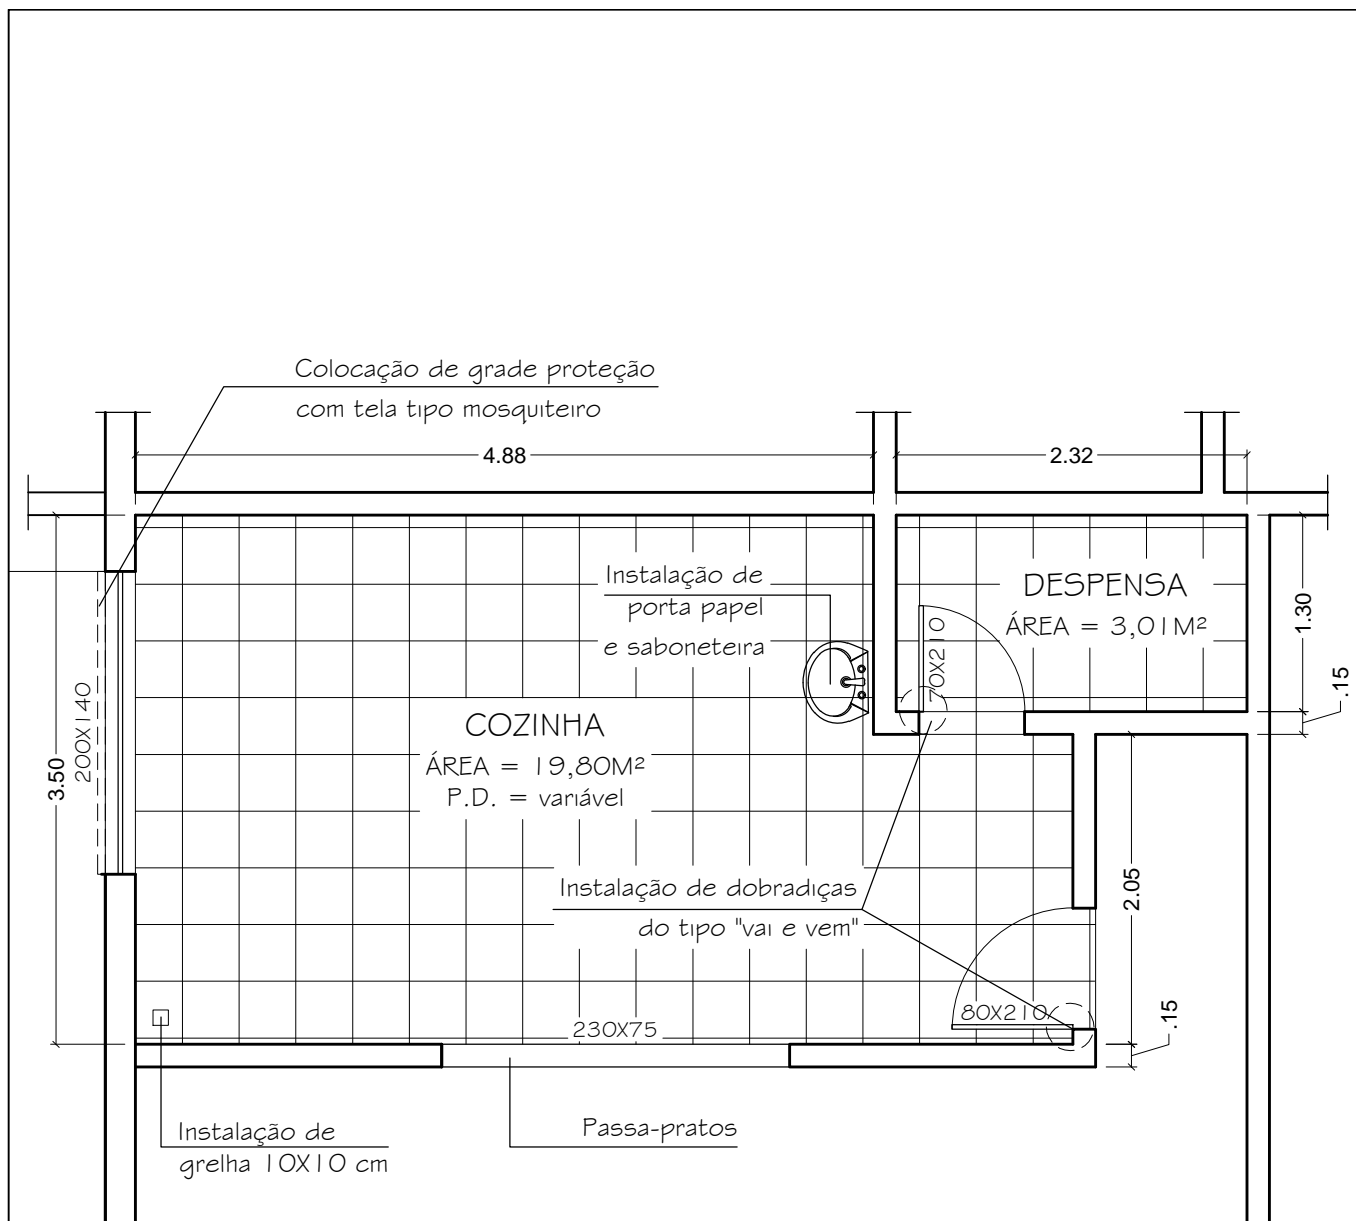 Colocação de grade proteção
com tela tipo mosquiteiro
4.88
2.32
Instalação de
porta papel
e saboneteira
DESPENSA
ÁREA = 3,01M²
70X210
1.30
.15
200X140
3.50
COZINHA
ÁREA = 19,80M²
P.D. = variável
Instalação de dobradiças
do tipo "vai e vem"
2.05
80X210
.15
230X75
Instalação de
grelha 10X10 cm
Passa-pratos